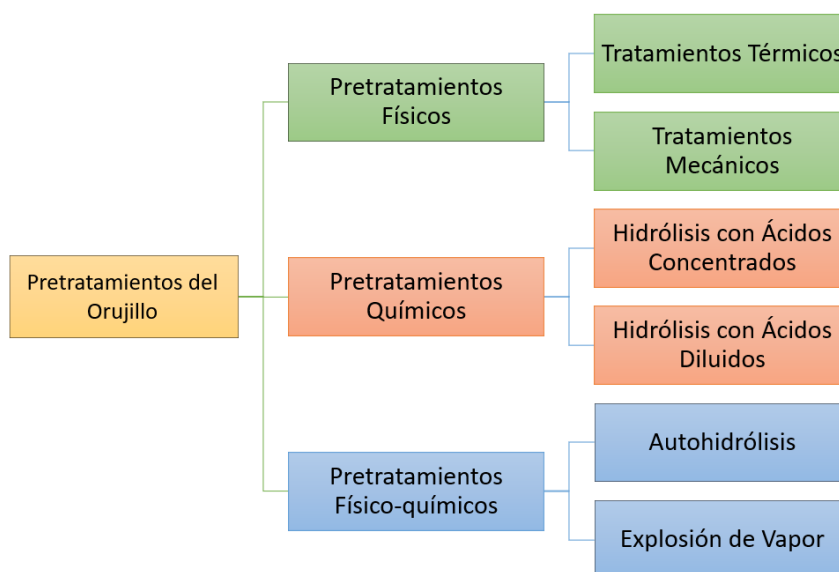 Pretratamientos del
Orujillo
Pretratamientos
Físicos
Tratamientos Térmicos
Tratamientos
Mecánicos
Pretratamientos
Químicos
Hidrólisis con Ácidos
Concentrados
Hidrólisis con Ácidos
Diluidos
Pretratamientos
Físico-químicos
Autohidrólisis
Explosión de Vapor